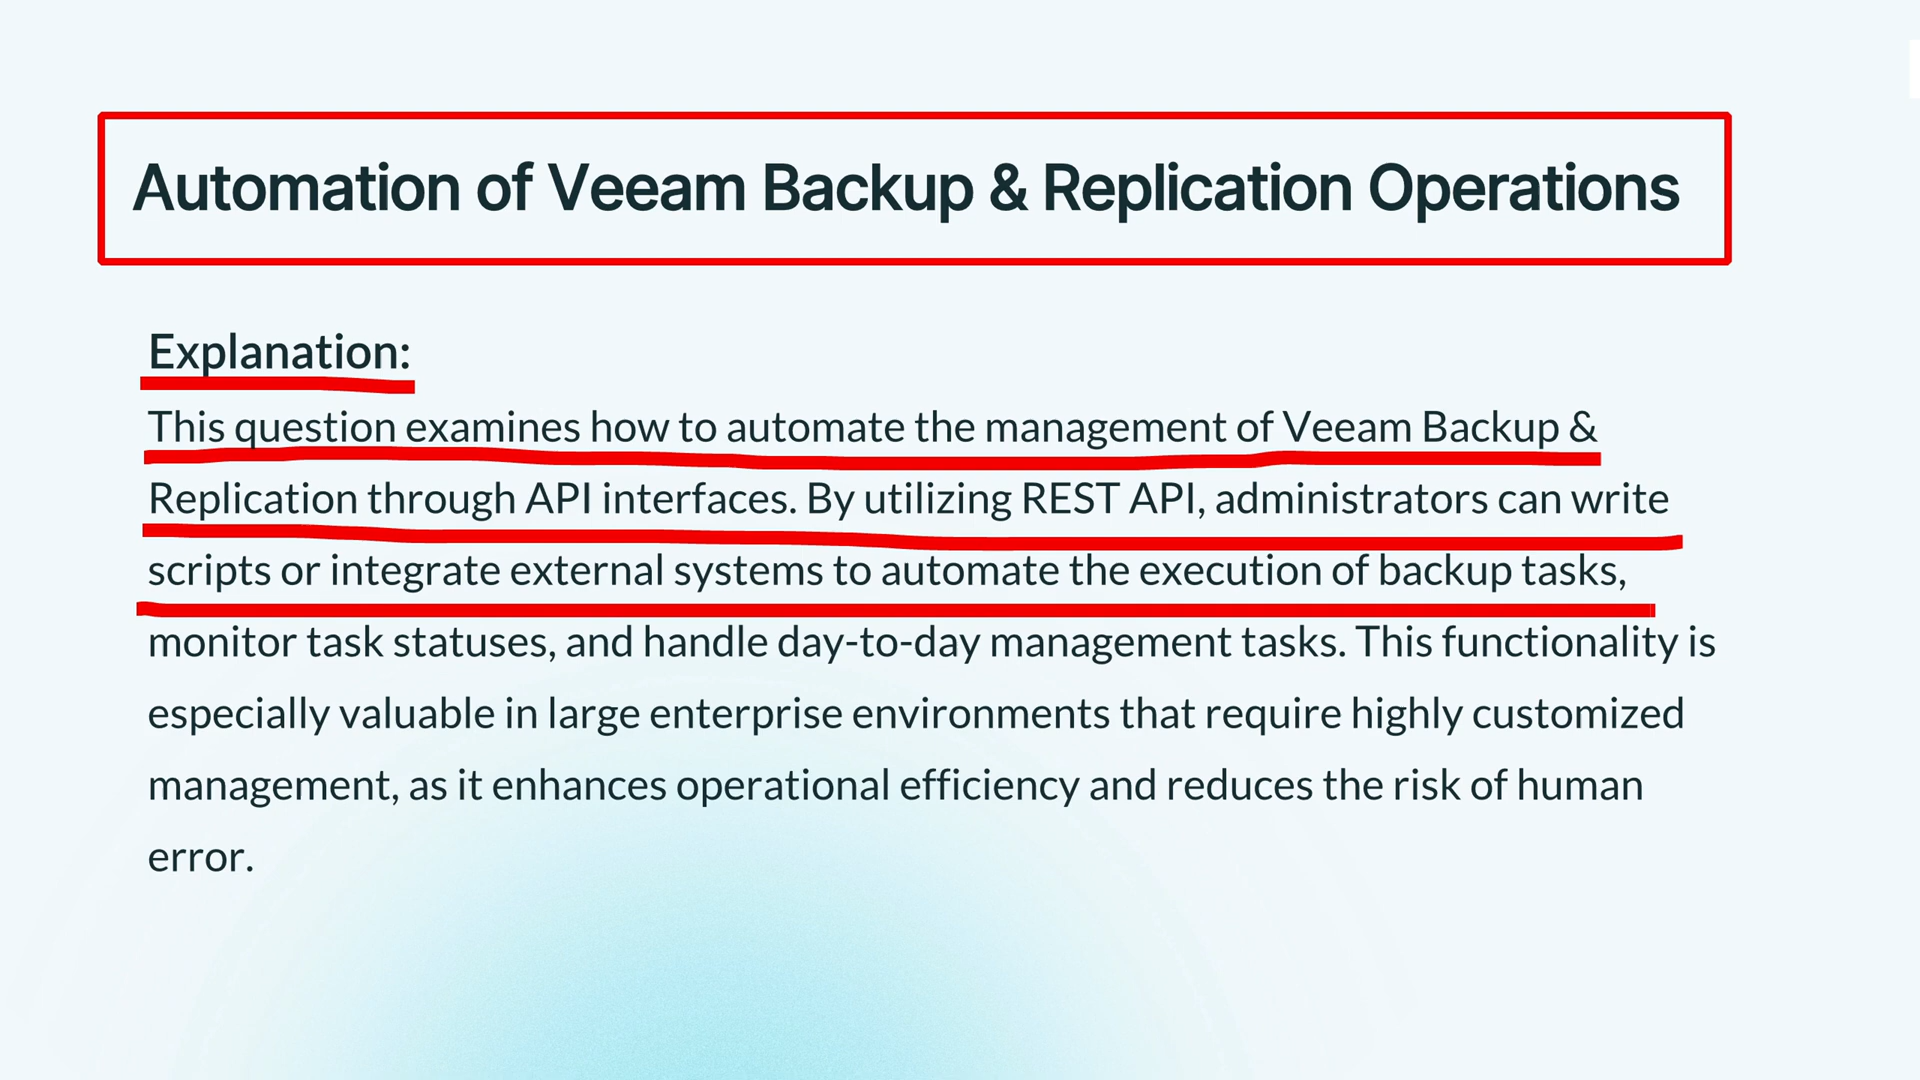 Automation of Veeam Backup & Replication Operations
Explanation:
This question examines how to automate the management of Veeam Backup &
Replication through API interfaces. By utilizing REST API, administrators can write
scripts or integrate external systems to automate the execution of backup tasks,
monitor task statuses, and handle day-to-day management tasks. This functionality is
especially valuable in large enterprise environments that require highly customized
management, as it enhances operational efficiency and reduces the risk of human
error.